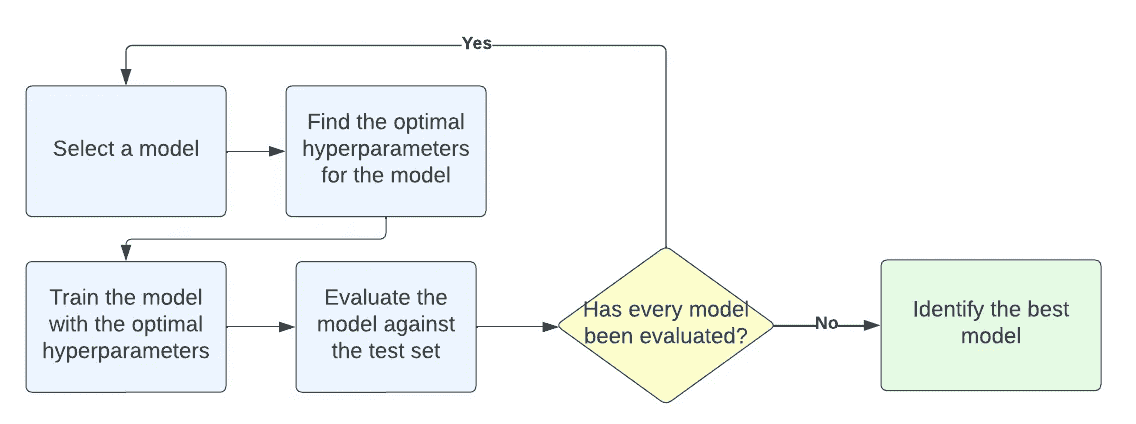 Yes
Select a model
Find the optimal
hyperparameters
for the model
Train the model
with the optimal
hyperparameters
Evaluate the
model against
the test set
Has every model
been evaluated?
No
Identify the best
model